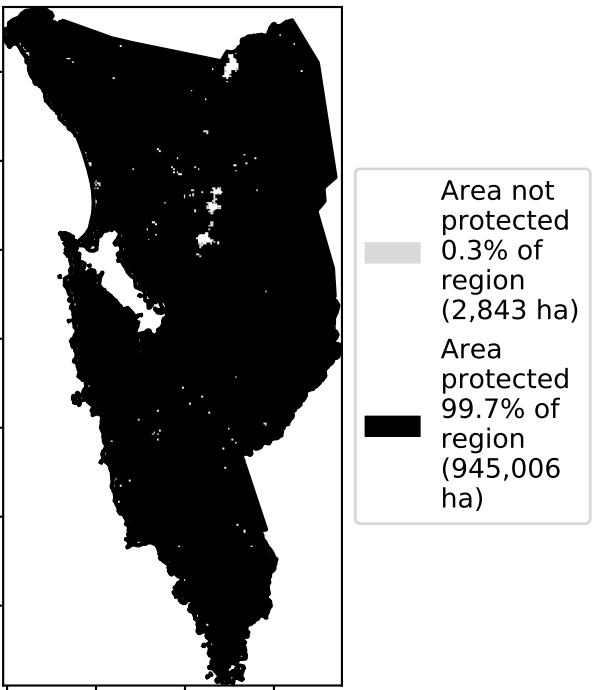 Area not
protected
0.3% of
region
(2,843 ha)
Area
protected
99.7% of
region
(945,006
ha)